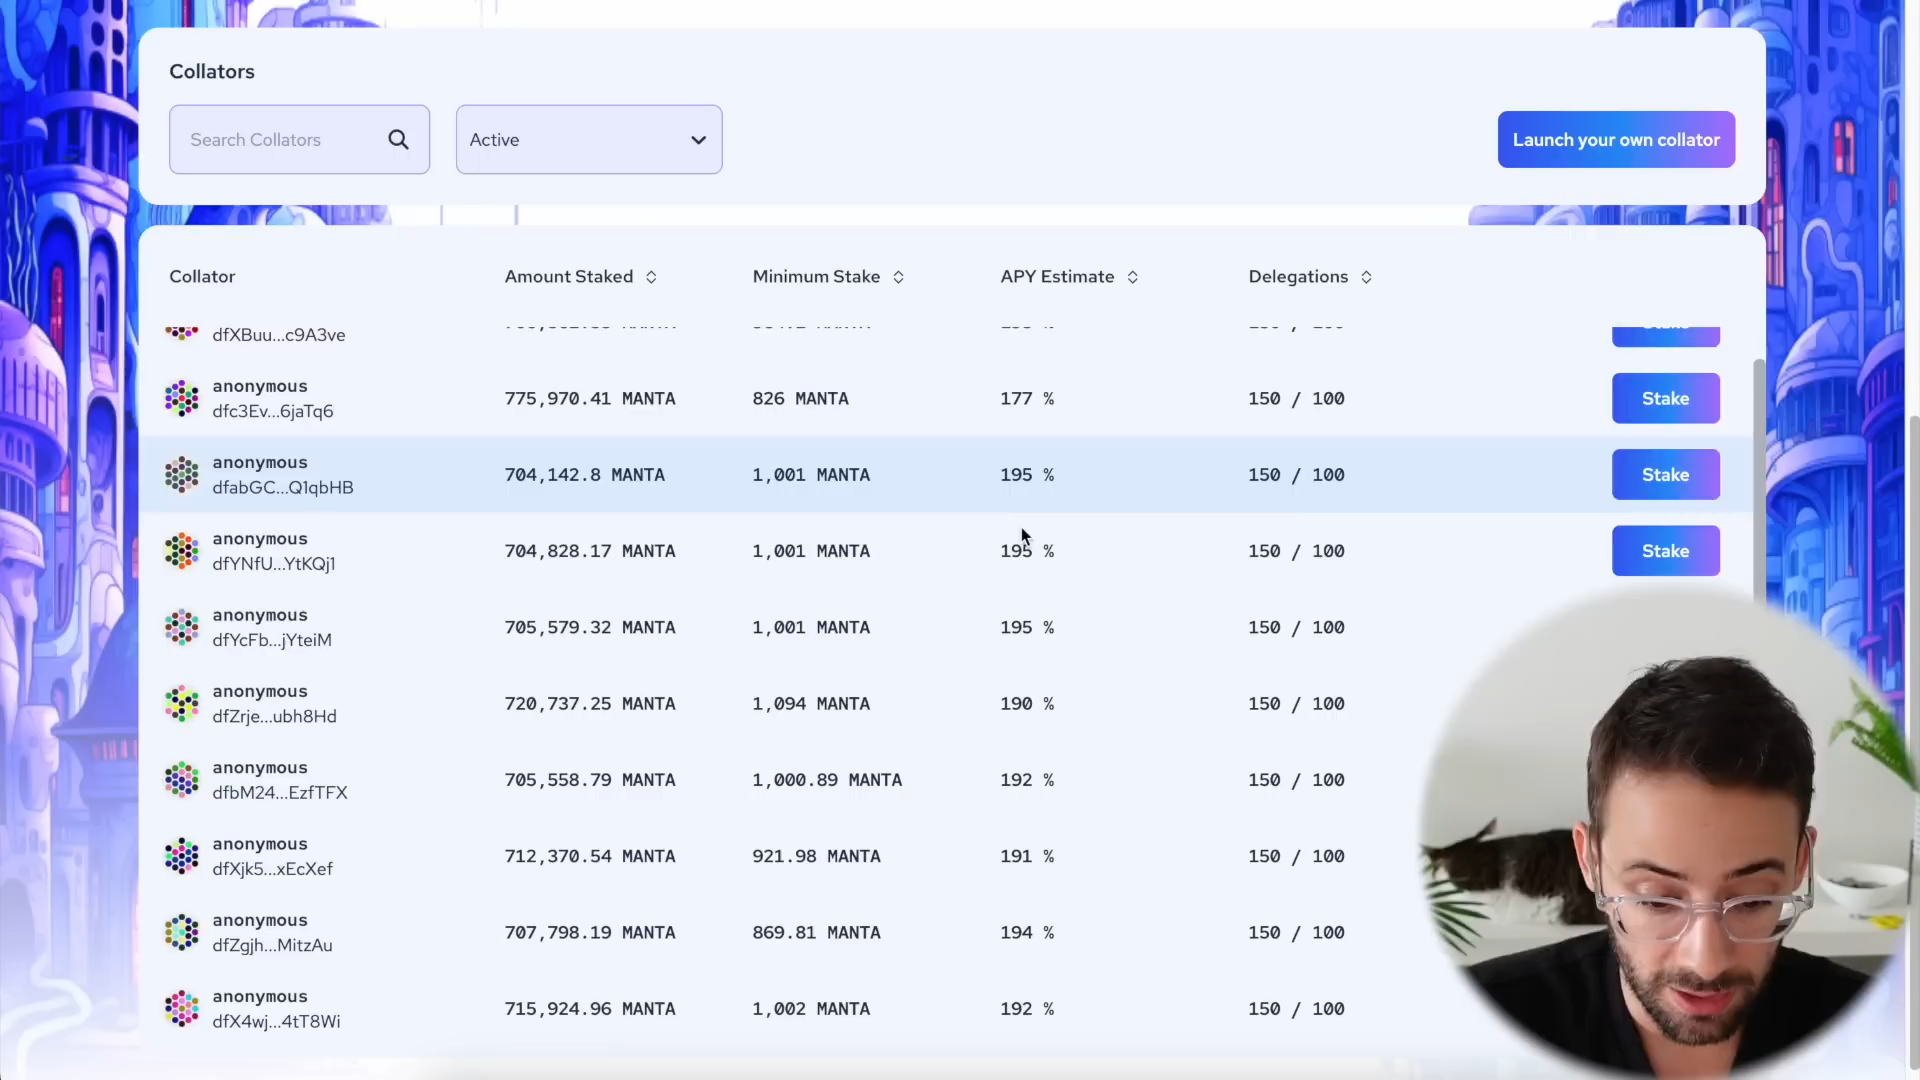 Collators
Search Collators
Active
Launch your own collator
Collator Amount Staked Minimum Stake APY Estimate Delegations
dfXBuu...c9A3ve
anonymous
dfc3Ev...6jaTq6
775,970.41 MANTA 826 MANTA 177 % 150 / 100 Stake
anonymous
dfabGC...Q1qbHB
704,142.8 MANTA 1,001 MANTA 195 % 150 / 100 Stake
anonymous
dfYNfU...YtKQj1
704,828.17 MANTA 1,001 MANTA 195 % 150 / 100 Stake
anonymous
dfYcFb...jYteiM
705,579.32 MANTA 1,001 MANTA 195 % 150 / 100
anonymous
dfZrje...ubh8Hd
720,737.25 MANTA 1,094 MANTA 190 % 150 / 100
anonymous
dfbM24...EzfTFX
705,558.79 MANTA 1,000.89 MANTA 192 % 150 / 100
anonymous
dfXjk5...xEcXef
712,370.54 MANTA 921.98 MANTA 191 % 150 / 100
anonymous
dfZgjh...MitzAu
707,798.19 MANTA 869.81 MANTA 194 % 150 / 100
anonymous
dfX4wj...4tT8Wi
715,924.96 MANTA 1,002 MANTA 192 % 150 / 100